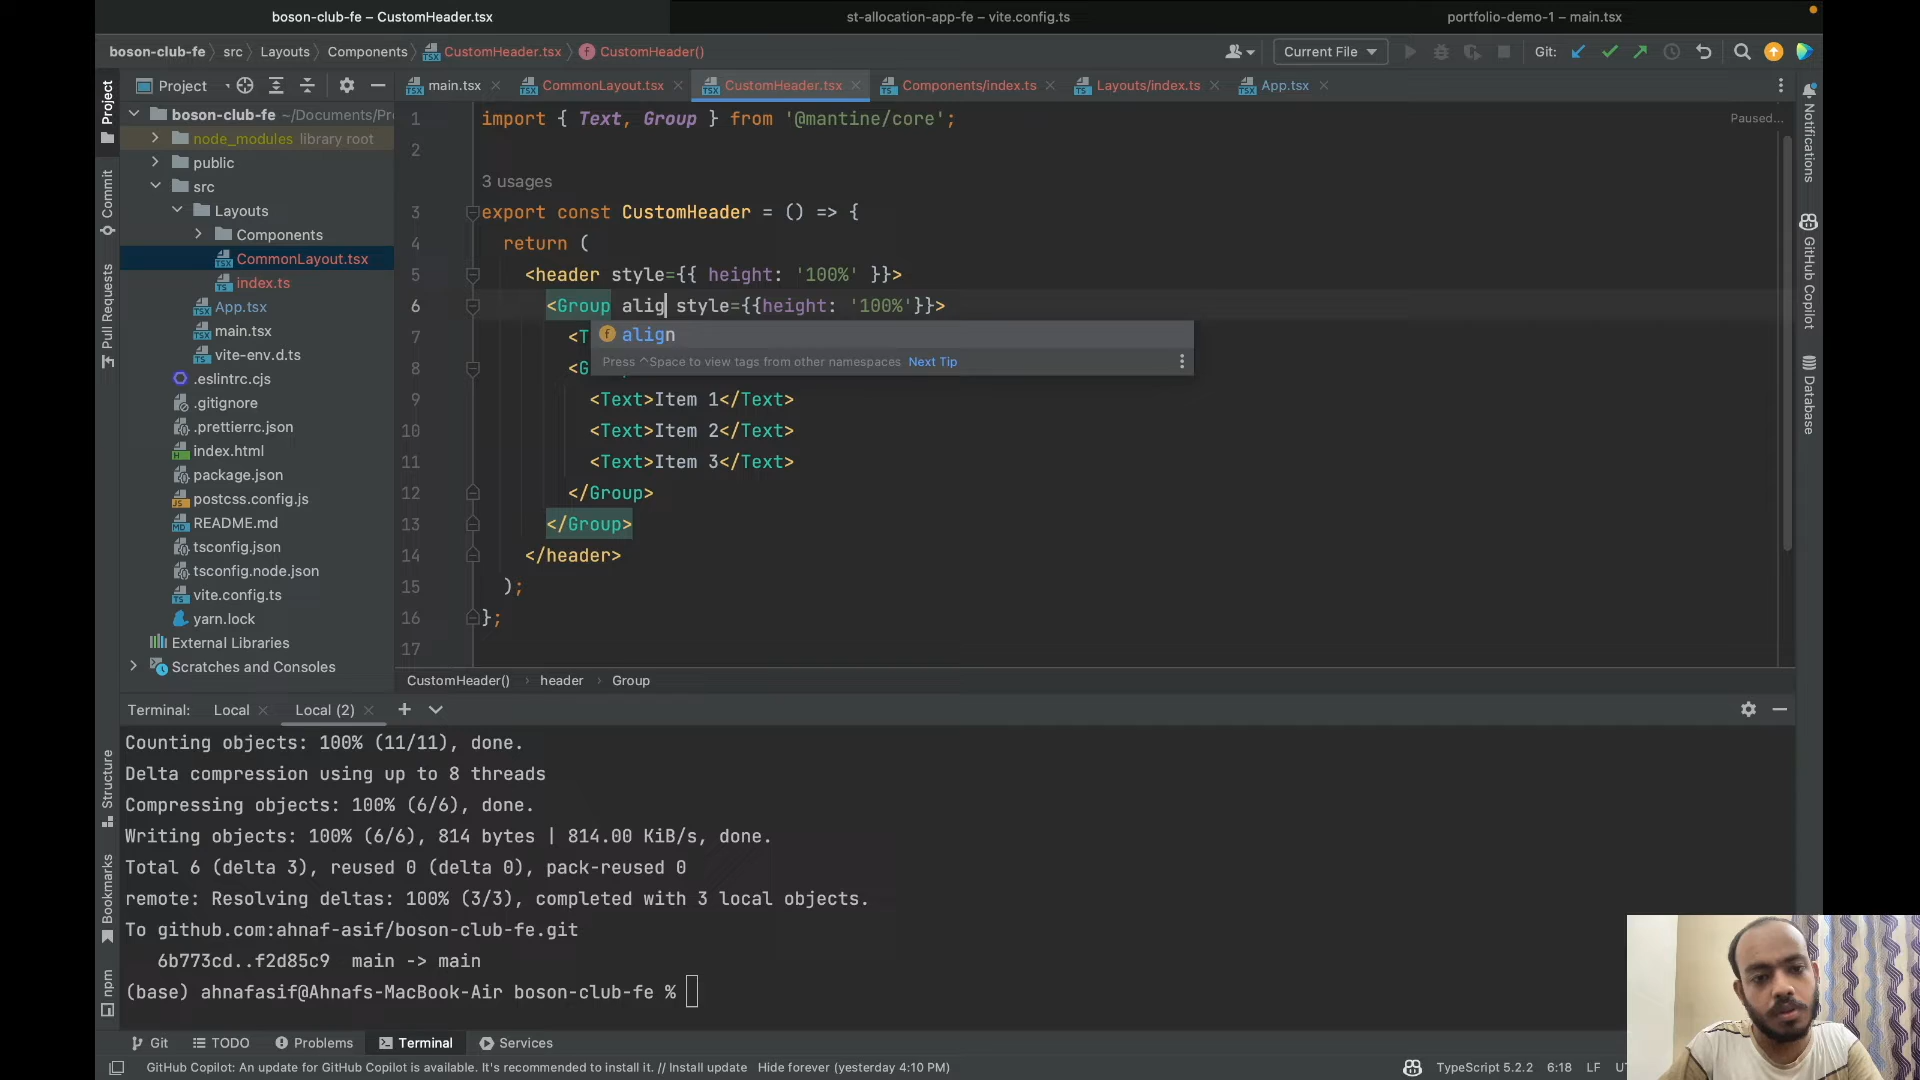 boson-club-fe – CustomHeader.tsx
st-allocation-app-fe – vite.config.ts
portfolio-demo-1 – main.tsx
boson-club-fe src Layouts Components CustomHeader.tsx CustomHeader()
Current File
Git:
Project
main.tsx
CommonLayout.tsx
CustomHeader.tsx
Components/index.ts
Layouts/index.ts
App.tsx
Project
Commit
Pull Requests
Structure
Bookmarks
npm
boson-club-fe ~/Documents/Pr
node_modules library root
public
src
Layouts
Components
CommonLayout.tsx
index.ts
App.tsx
main.tsx
vite-env.d.ts
.eslintrc.cjs
.gitignore
.prettierrc.json
index.html
package.json
postcss.config.js
README.md
tsconfig.json
tsconfig.node.json
vite.config.ts
yarn.lock
External Libraries
Scratches and Consoles
1 import { Text, Group } from '@mantine/core';
Paused...
2
3 usages
3 export const CustomHeader = () => {
4 return (
5 <header style={{ height: '100%' }}>
6 <Group alig style={{height: '100%'}}>
7 <T
align
Press ^Space to view tags from other namespaces Next Tip
8 <G
9 <Text>Item 1</Text>
10 <Text>Item 2</Text>
11 <Text>Item 3</Text>
12 </Group>
13 </Group>
14 </header>
15 );
16 };
17
CustomHeader() header Group
Notifications
GitHub Copilot
Database
Terminal: Local Local (2)
Counting objects: 100% (11/11), done.
Delta compression using up to 8 threads
Compressing objects: 100% (6/6), done.
Writing objects: 100% (6/6), 814 bytes | 814.00 KiB/s, done.
Total 6 (delta 3), reused 0 (delta 0), pack-reused 0
remote: Resolving deltas: 100% (3/3), completed with 3 local objects.
To github.com:ahnaf-asif/boson-club-fe.git
6b773cd..f2d85c9 main -> main
(base) ahnafasif@Ahnafs-MacBook-Air boson-club-fe %
Git TODO Problems Terminal Services
GitHub Copilot: An update for GitHub Copilot is available. It's recommended to install it. // Install update Hide forever (yesterday 4:10 PM)
TypeScript 5.2.2 6:18 LF